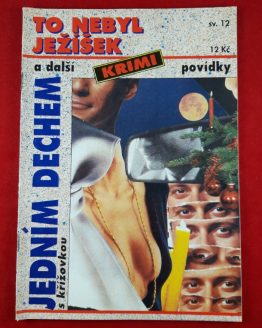 TO NEBYL
JEŽÍŠEK
sv. 12
12 Kč
a další KRIMI povídky
JEDNÍM DECHEM
s křížovkou